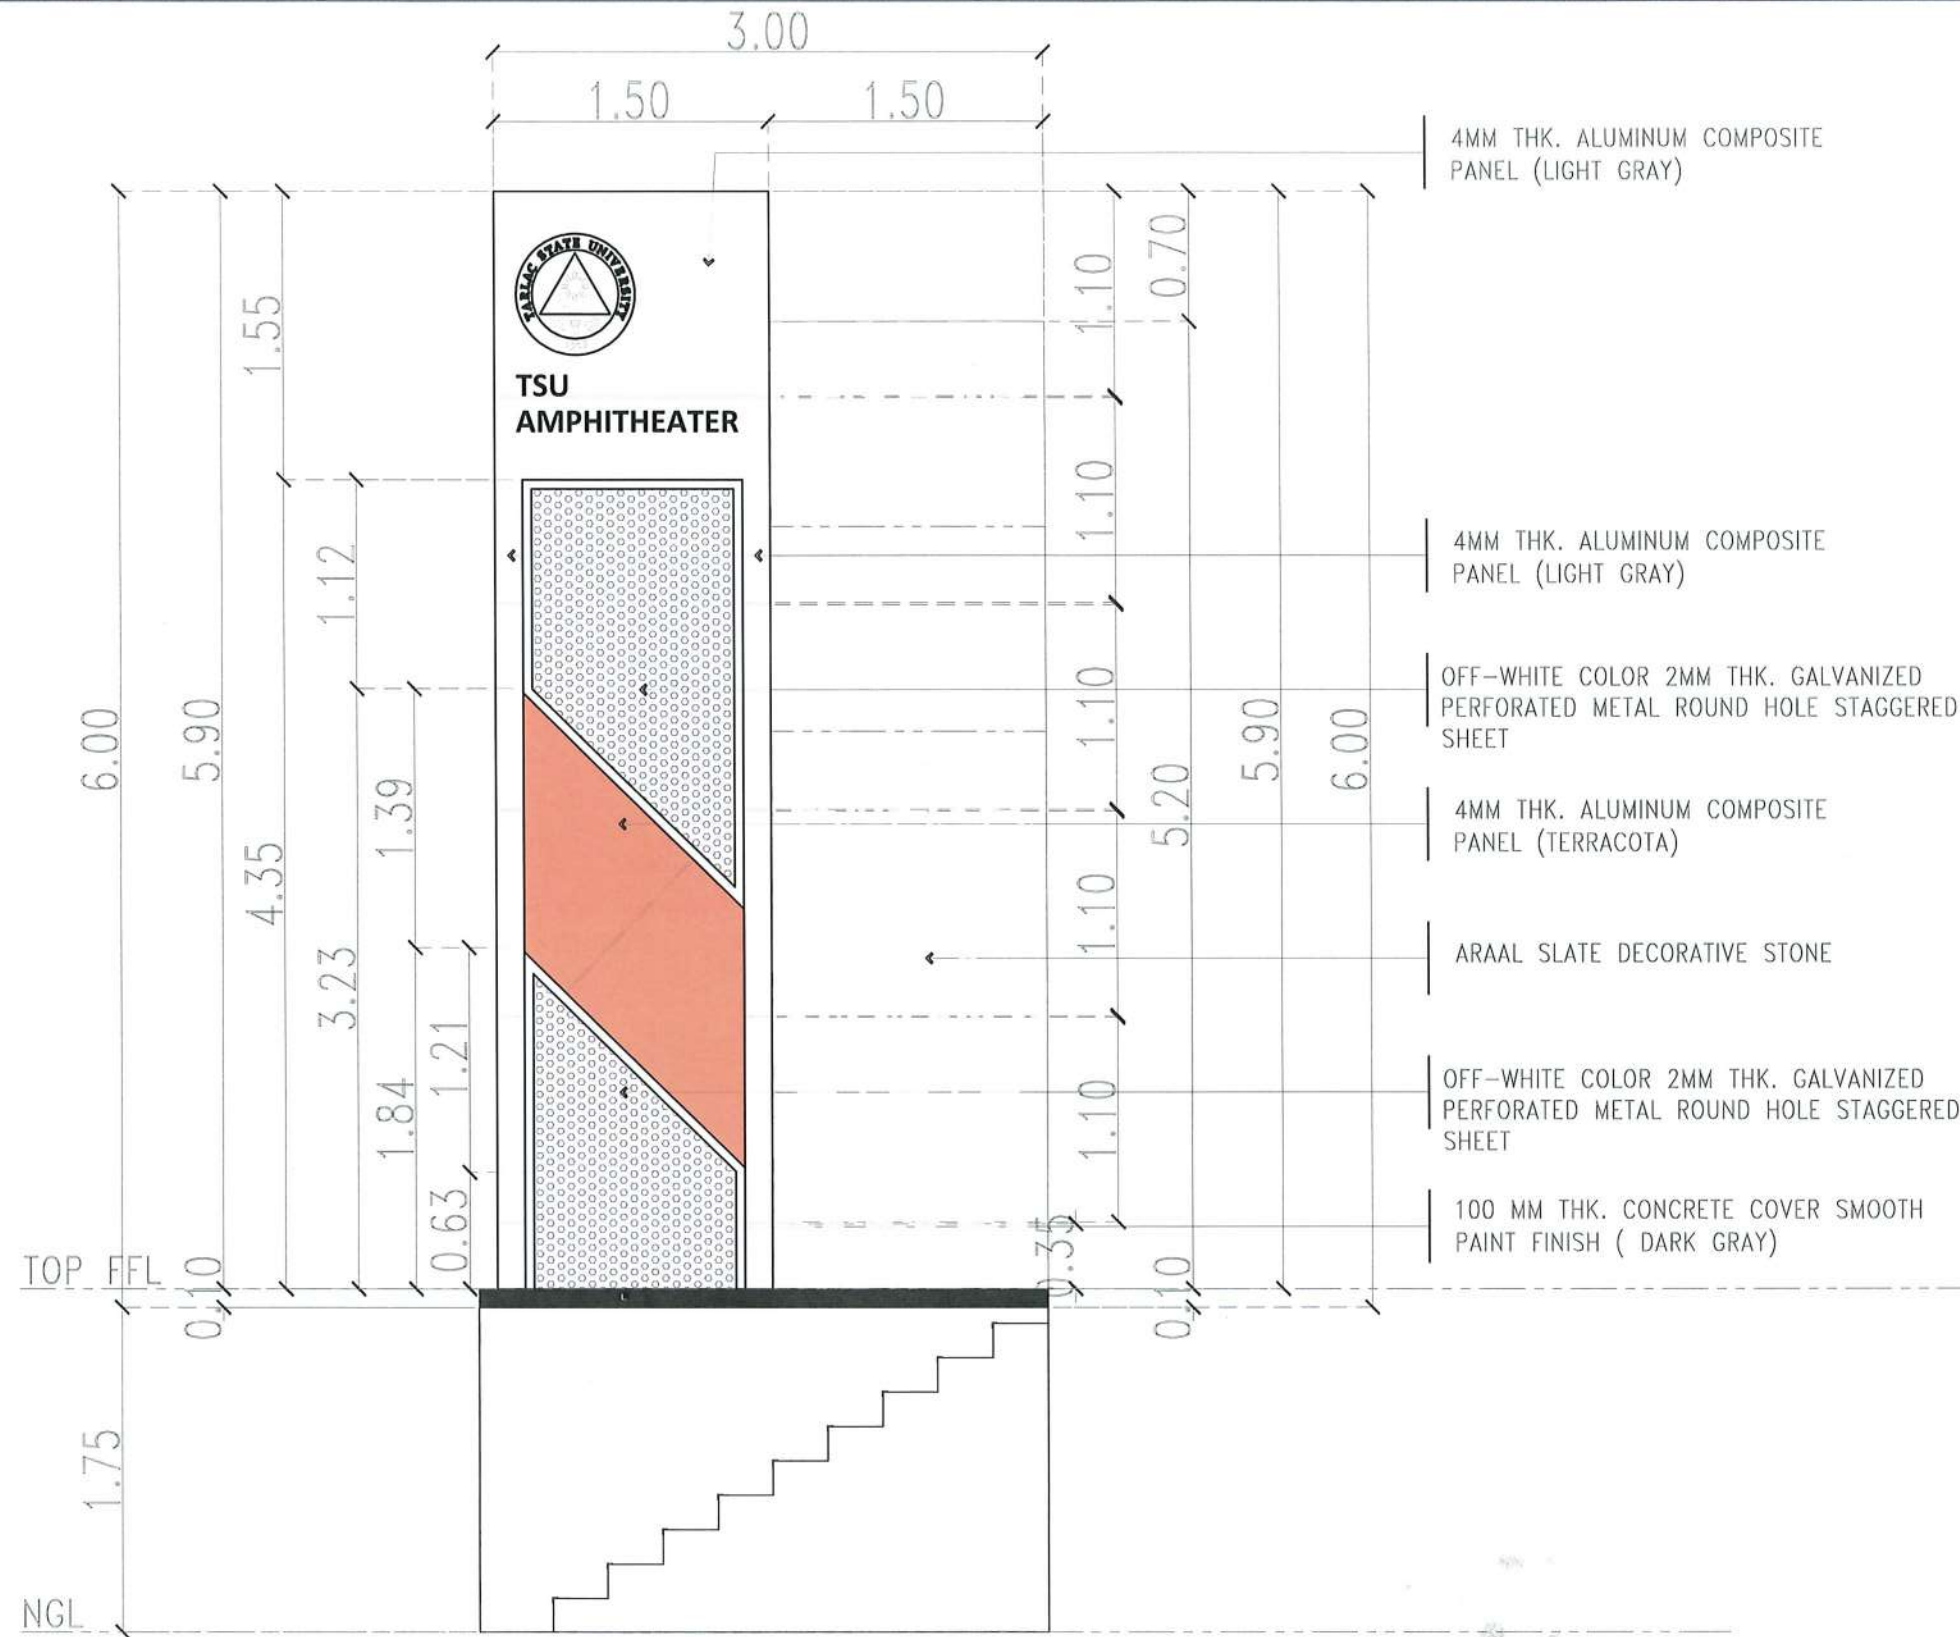 3.00
1.50
1.50
4MM THK. ALUMINUM COMPOSITE
PANEL (LIGHT GRAY)
TARLAC STATE UNIVERSITY
TSU
AMPHITHEATER
1.10
0.70
1.55
1.10
4MM THK. ALUMINUM COMPOSITE
PANEL (LIGHT GRAY)
1.12
OFF-WHITE COLOR 2MM THK. GALVANIZED
PERFORATED METAL ROUND HOLE STAGGERED
SHEET
6.00
5.90
1.10
5.90
6.00
1.39
5.20
4MM THK. ALUMINUM COMPOSITE
PANEL (TERRACOTA)
4.35
1.10
ARAAL SLATE DECORATIVE STONE
3.23
1.21
1.84
1.10
OFF-WHITE COLOR 2MM THK. GALVANIZED
PERFORATED METAL ROUND HOLE STAGGERED
SHEET
0.63
0.35
100 MM THK. CONCRETE COVER SMOOTH
PAINT FINISH ( DARK GRAY)
TOP FFL
0.10
0.10
1.75
NGL